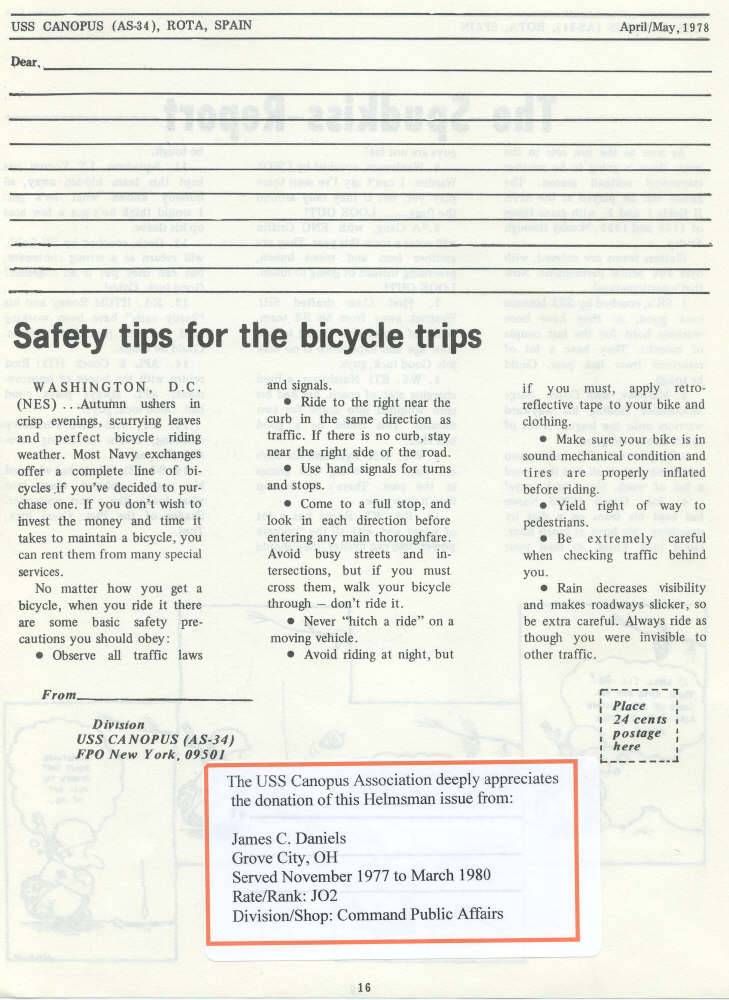 USS CANOPUS (AS-34), ROTA, SPAIN
April/May, 1978
Dear,
The Spudkiss Report
Safety tips for the bicycle trips
WASHINGTON, D.C.
(NES) . . .Autumn ushers in
crisp evenings, scurrying leaves
and perfect bicycle riding
weather. Most Navy exchanges
offer a complete line of bi-
cycles if you've decided to pur-
chase one. If you don't wish to
invest the money and time it
takes to maintain a bicycle, you
can rent them from many special
services.
No matter how you get a
bicycle, when you ride it there
are some basic safety pre-
cautions you should obey:
● Observe all traffic laws
and signals.
● Ride to the right near the
curb in the same direction as
traffic. If there is no curb, stay
near the right side of the road.
● Use hand signals for turns
and stops.
● Come to a full stop, and
look in each direction before
entering any main thoroughfare.
Avoid busy streets and in-
tersections, but if you must
cross them, walk your bicycle
through — don't ride it.
● Never “hitch a ride” on a
moving vehicle.
● Avoid riding at night, but
if you must, apply retro-
reflective tape to your bike and
clothing.
● Make sure your bike is in
sound mechanical condition and
tires are properly inflated
before riding.
● Yield right of way to
pedestrians.
● Be extremely careful
when checking traffic behind
you.
● Rain decreases visibility
and makes roadways slicker, so
be extra careful. Always ride as
though you were invisible to
other traffic.
From
Division
USS CANOPUS (AS-34)
FPO New York, 09501
Place
24 cents
postage
here
The USS Canopus Association deeply appreciates
the donation of this Helmsman issue from:
James C. Daniels
Grove City, OH
Served November 1977 to March 1980
Rate/Rank: JO2
Division/Shop: Command Public Affairs
16